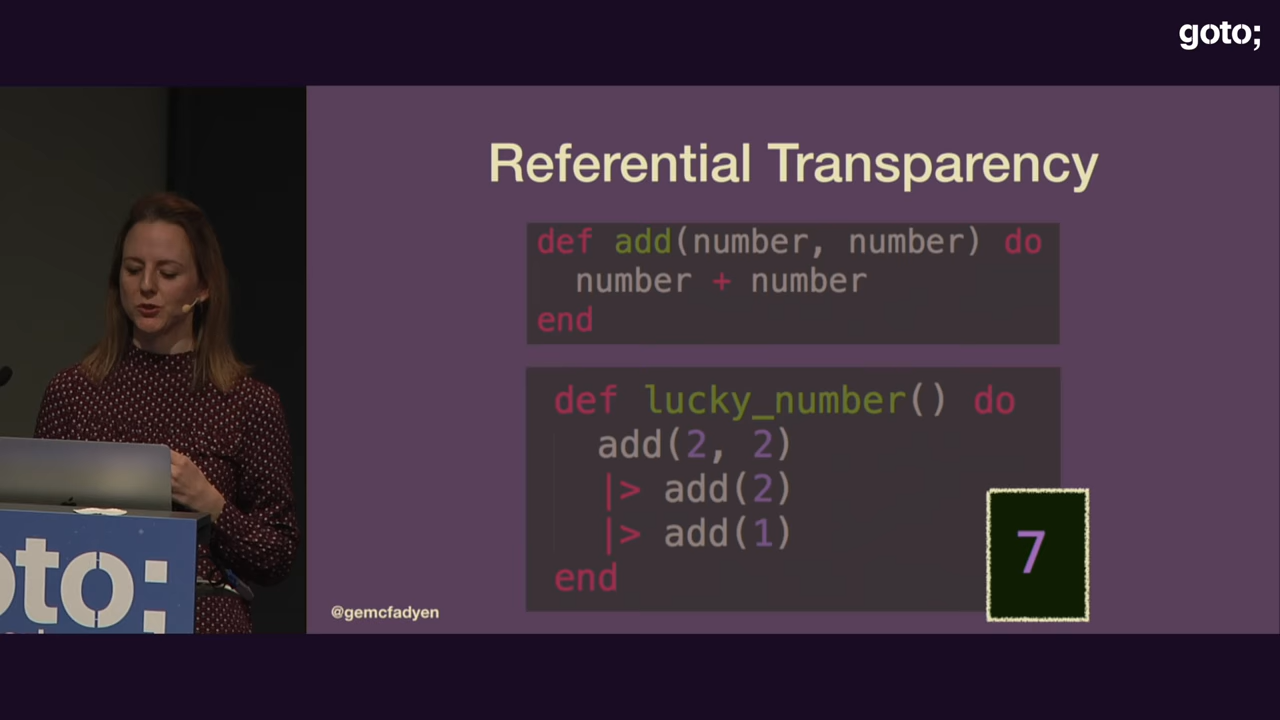 goto;
Referential Transparency
def add(number, number) do
number + number
end
def lucky_number() do
add(2, 2)
|> add(2)
|> add(1)
end
7
@gemcfadyen
oto: